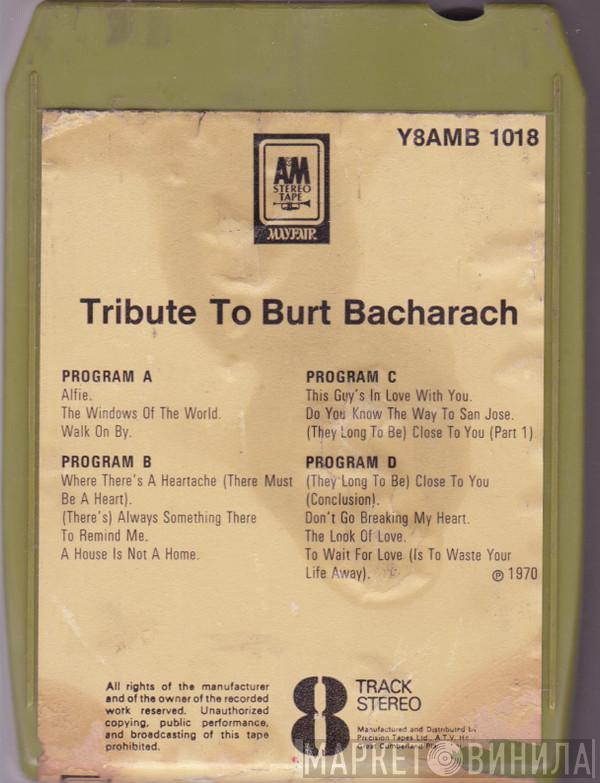 Y8AMB 1018
A&M
STEREO
TAPE
MAYFAIR
Tribute To Burt Bacharach
PROGRAM A
Alfie.
The Windows Of The World.
Walk On By.
PROGRAM B
Where There's A Heartache (There Must
Be A Heart).
(There's) Always Something There
To Remind Me.
A House Is Not A Home.
PROGRAM C
This Guy's In Love With You.
Do You Know The Way To San Jose.
(They Long To Be) Close To You (Part 1)
PROGRAM D
(They Long To Be) Close To You
(Conclusion).
Don't Go Breaking My Heart.
The Look Of Love.
To Wait For Love (Is To Waste Your
Life Away).
℗ 1970
All rights of the manufacturer
and of the owner of the recorded
work reserved. Unauthorized
copying, public performance,
and broadcasting of this tape
prohibited.
8
TRACK
STEREO
Manufactured and Distributed by
Precision Tapes Ltd., A.T.V.
Great Cumberland
МАРКЕТ ВИНИЛА